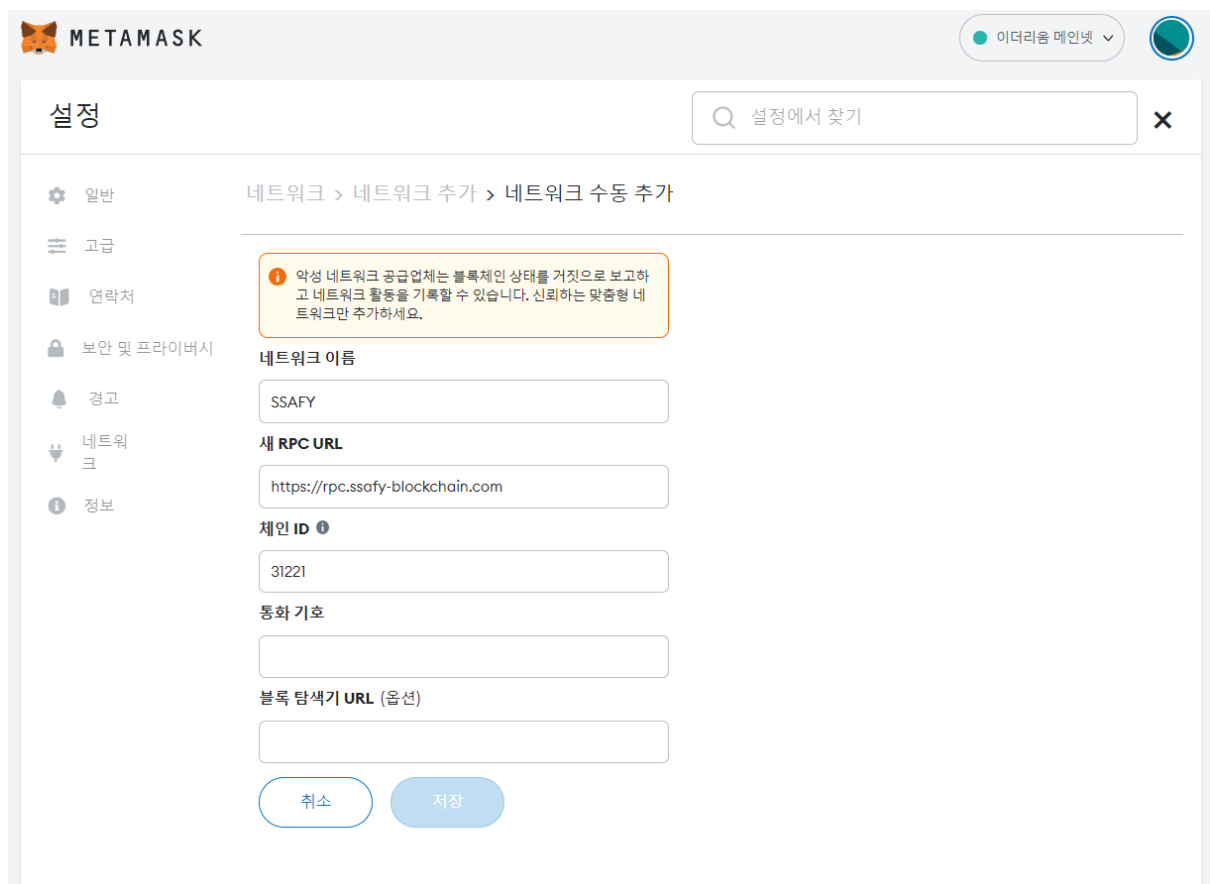 METAMASK
이더리움 메인넷
설정
설정에서 찾기
일반
고급
연락처
보안 및 프라이버시
경고
네트워
크
정보
네트워크 > 네트워크 추가 > 네트워크 수동 추가
악성 네트워크 공급업체는 블록체인 상태를 거짓으로 보고하
고 네트워크 활동을 기록할 수 있습니다. 신뢰하는 맞춤형 네
트워크만 추가하세요.
네트워크 이름
SSAFY
새 RPC URL
https://rpc.ssafy-blockchain.com
체인 ID
31221
통화 기호
블록 탐색기 URL (옵션)
취소
저장